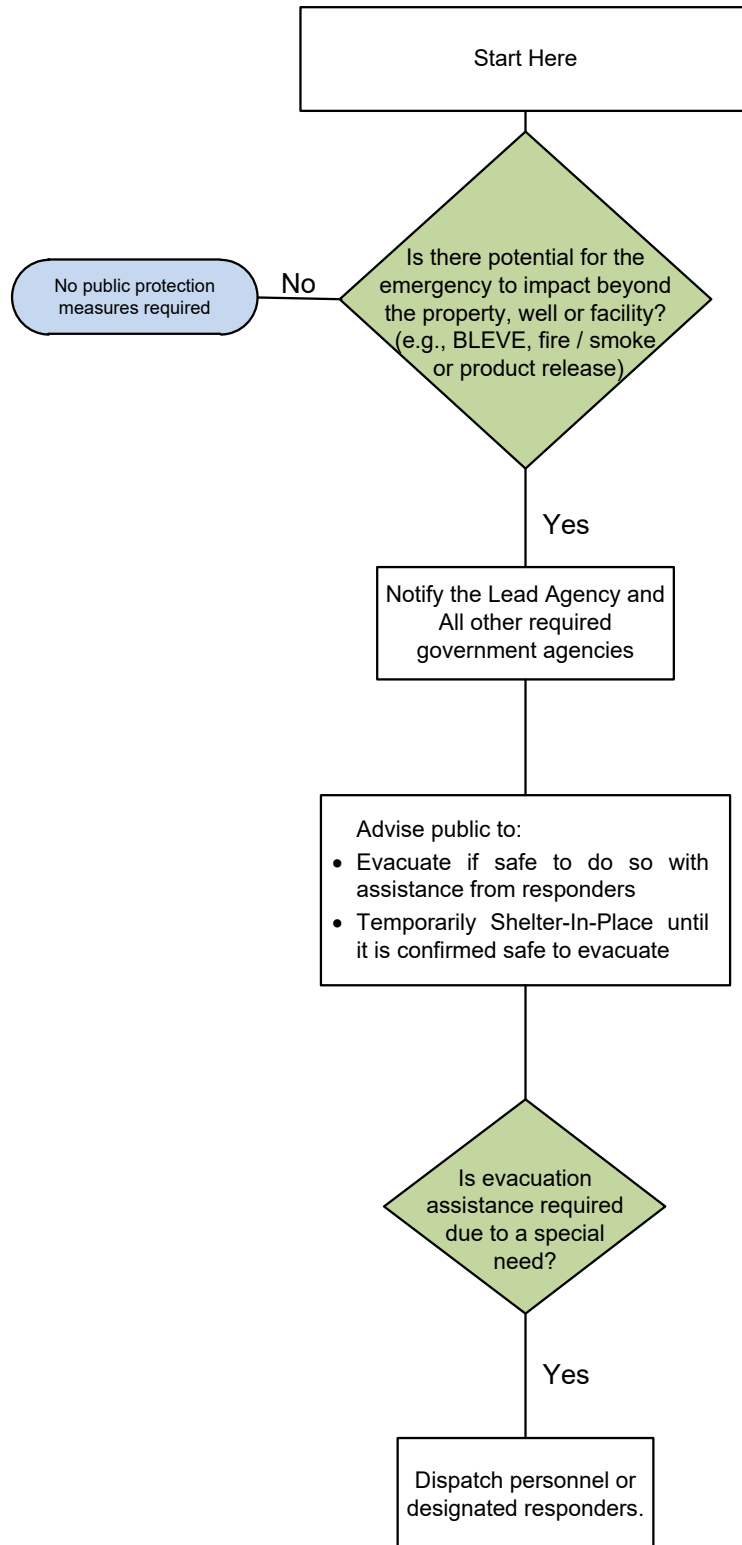 Start Here
Is there potential for the
emergency to impact beyond
the property, well or facility?
(e.g., BLEVE, fire / smoke
or product release)
No
No public protection
measures required
Yes
Notify the Lead Agency and
All other required
government agencies
Advise public to:
• Evacuate if safe to do so with
assistance from responders
• Temporarily Shelter-In-Place until
it is confirmed safe to evacuate
Is evacuation
assistance required
due to a special
need?
Yes
Dispatch personnel or
designated responders.